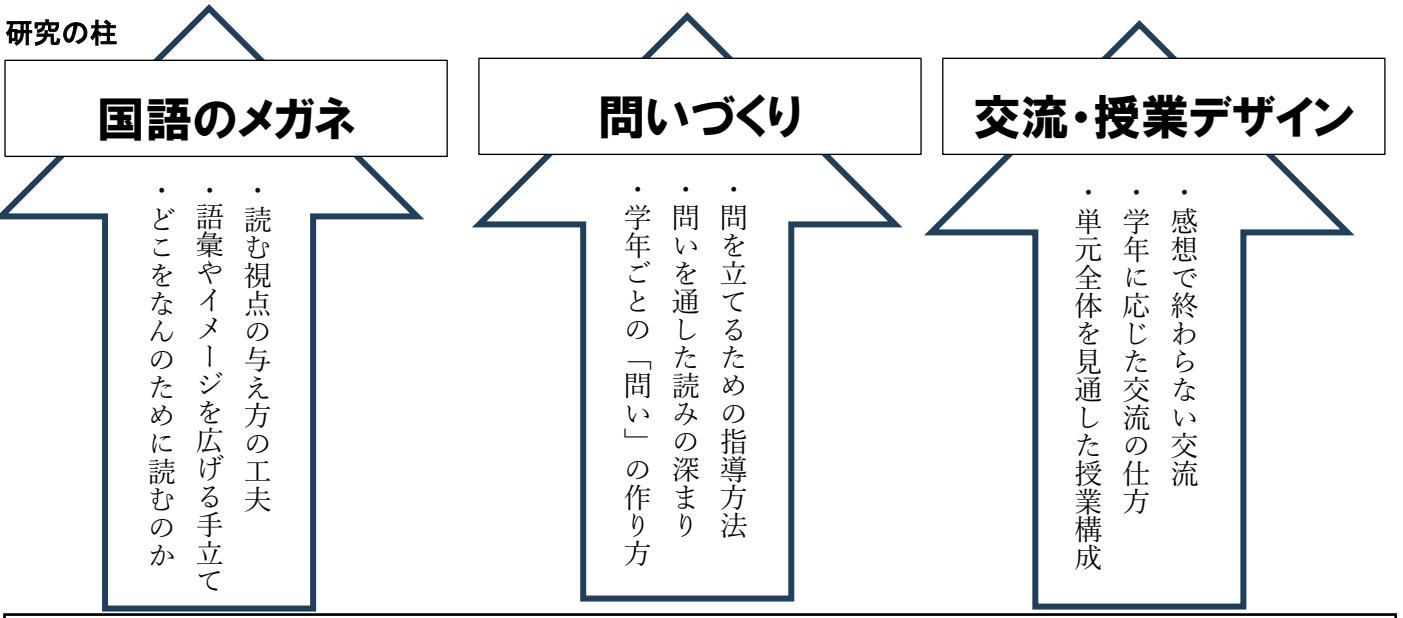 研究の柱
国語のメガネ
・読む視点の与え方の工夫
・語彙やイメージを広げる手立て
・どこをなんのために読むのか
問いづくり
・問を立てるための指導方法
・問いを通した読みの深まり
・学年ごとの「問い」の作り方
交流・授業デザイン
・感想で終わらない交流
・学年に応じた交流の仕方
・単元全体を見通した授業構成